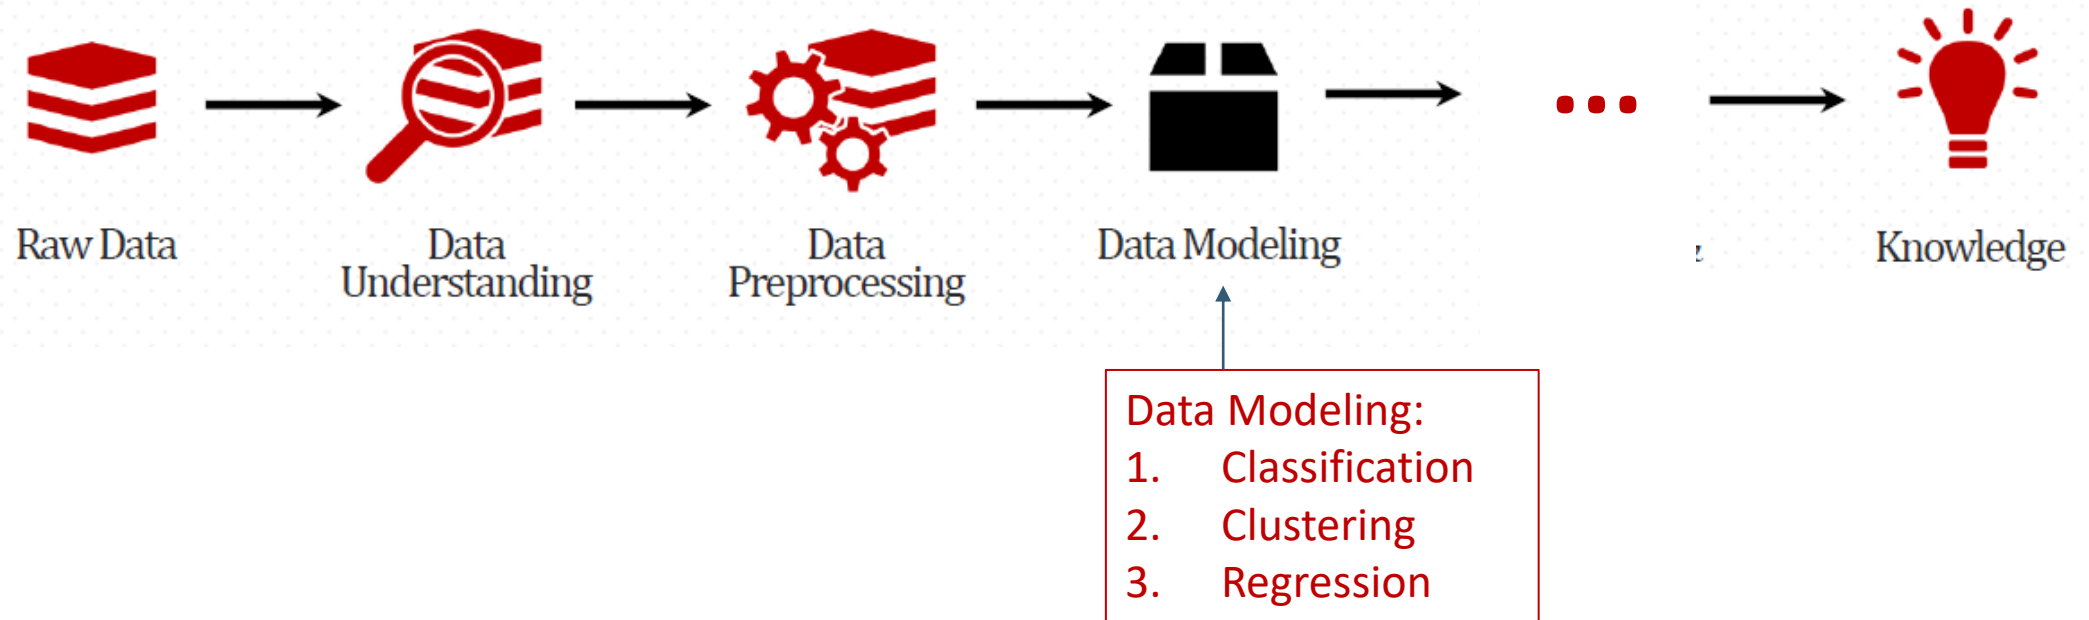 ...
Raw Data
Data
Understanding
Data
Preprocessing
Data Modeling
Knowledge
Data Modeling:
1. Classification
2. Clustering
3. Regression